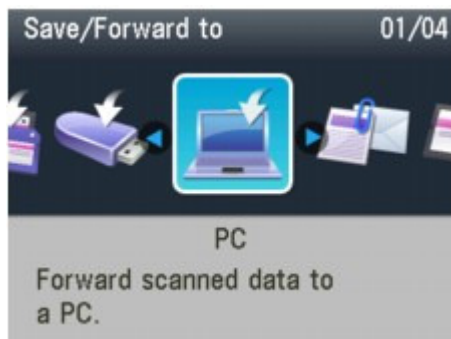 Save/Forward to 01/04
PC
Forward scanned data to
a PC.